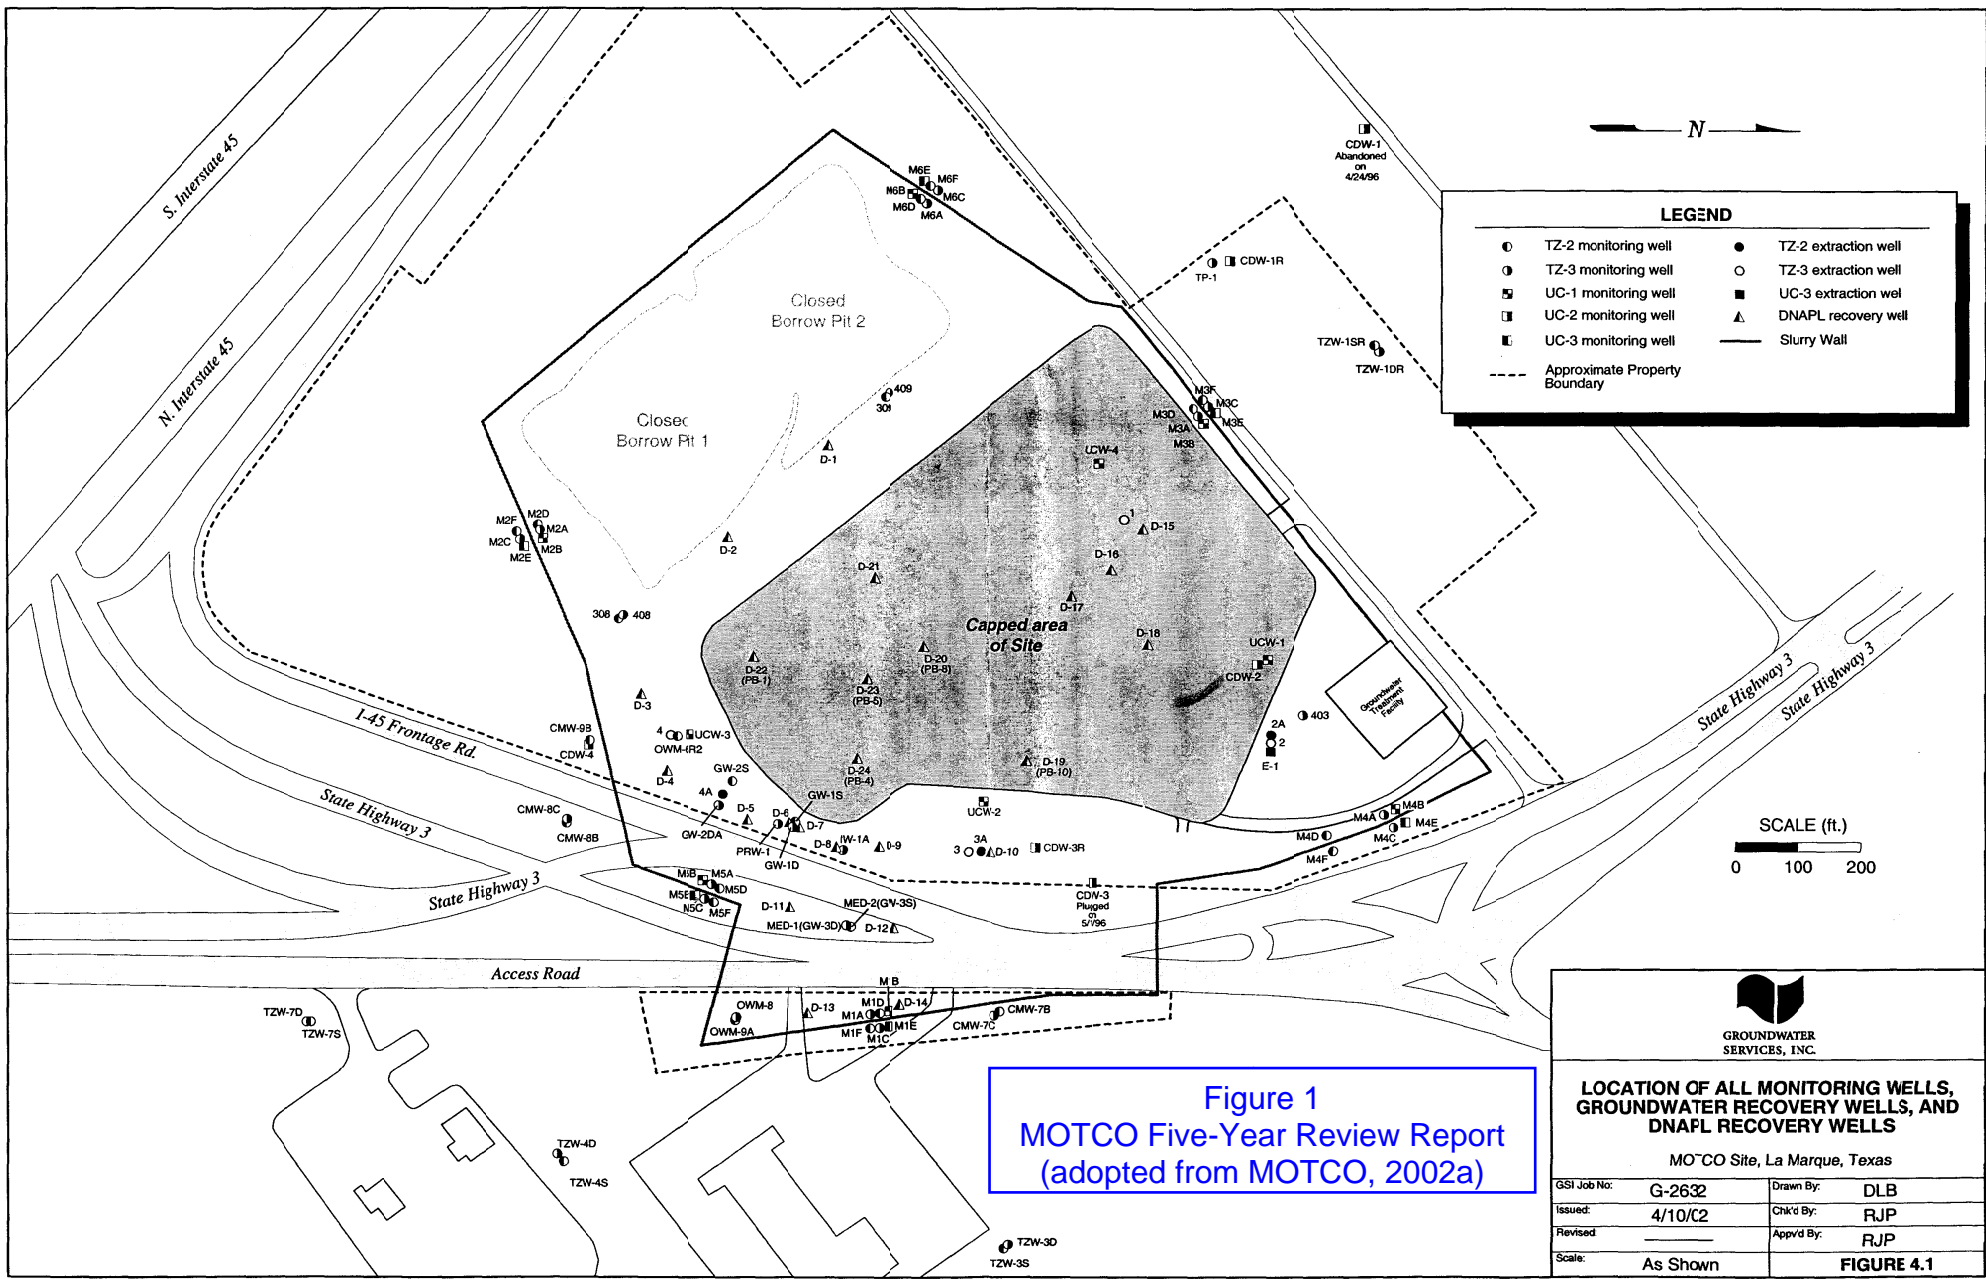 S. Interstate 45
N. Interstate 45
N
CDW-1
Abandoned
on
4/24/96
LEGEND
TZ-2 monitoring well
TZ-3 monitoring well
UC-1 monitoring well
UC-2 monitoring well
UC-3 monitoring well
Approximate Property
Boundary
TZ-2 extraction well
TZ-3 extraction well
UC-3 extraction wel
DNAPL recovery well
Slurry Wall
M6E
M6F
M6B
M6C
M6D
M6A
TP-1
CDW-1R
TZW-1SR
TZW-1DR
Closed
Borrow Pit 2
Closed
Borrow Pit 1
409
D-1
M3F
M3C
M3D
M3E
M3A
M3B
UCW-4
M2D
M2F
M2A
M2C
M2B
M2E
D-2
1
D-15
D-16
D-21
D-17
308
408
Capped area
of Site
D-18
UCW-1
D-20
(PB-8)
D-22
(PB-1)
CDW-2
D-23
(PB-5)
D-3
Groundwater
Treatment
Facility
State Highway 3
State Highway 3
I-45 Frontage Rd.
403
2A
2
E-1
CMW-9B
CDW-4
4
UCW-3
D-4
GW-2S
D-24
(PB-4)
D-19
(PB-10)
4A
GW-1S
State Highway 3
CMW-8C
CMW-8B
D-5
D-6
D-7
GW-2DA
PRW-1
GW-1D
D-8
D-9
UCW-2
3A
3
D-10
CDW-3R
M4B
M4A
M4E
M4C
M4D
M4F
SCALE (ft.)
0 100 200
State Highway 3
M5A
M5D
M5F
D-11
MED-1(GW-3D)
D-12
CDW-3
Plugged
Access Road
TZW-7D
TZW-7S
OWM-8
OWM-9A
D-13
M1D
D-14
M1A
M1F
M1E
M1C
CMW-7B
CMW-7C
TZW-4D
TZW-4S
TZW-3D
TZW-3S
Figure 1
MOTCO Five-Year Review Report
(adopted from MOTCO, 2002a)
GROUNDWATER
SERVICES, INC.
LOCATION OF ALL MONITORING WELLS,
GROUNDWATER RECOVERY WELLS, AND
DNAPL RECOVERY WELLS
MOTCO Site, La Marque, Texas
GSI Job No: G-2632
Drawn By: DLB
Issued: 4/10/02
Chk'd By: RJP
Revised
Appv'd By: RJP
Scale: As Shown
FIGURE 4.1